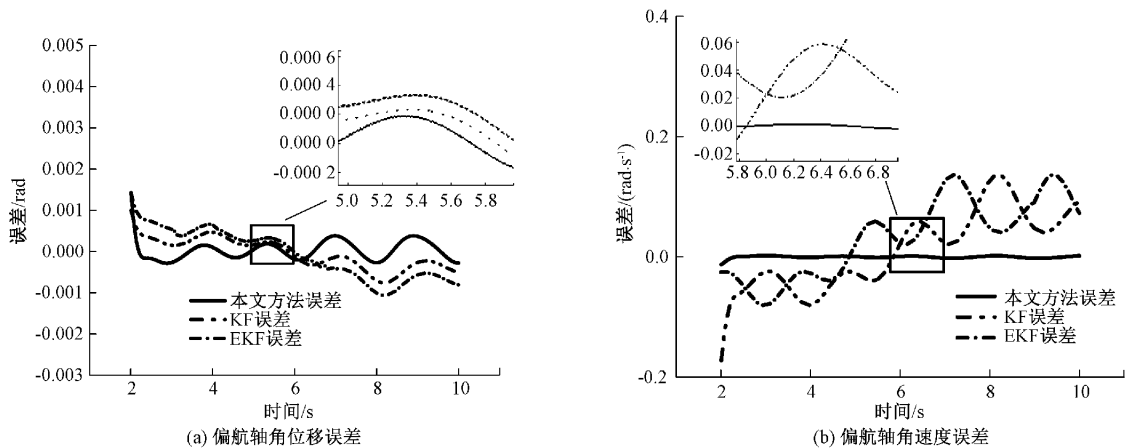 0.005
0.004
0.003
0.002
0.001
0.000
-0.001
-0.002
-0.003
误差/rad
0.000 6
0.000 4
0.000 2
0.000 0
-0.000 2
5.0 5.2 5.4 5.6 5.8
本文方法误差
KF误差
EKF误差
2 4 6 8 10
时间/s
(a) 偏航轴角位移误差
0.4
0.2
0.0
-0.2
误差/(rad·s⁻¹)
0.06
0.04
0.02
0.00
-0.02
5.8 6.0 6.2 6.4 6.6 6.8
本文方法误差
KF误差
EKF误差
2 4 6 8 10
时间/s
(b) 偏航轴角速度误差